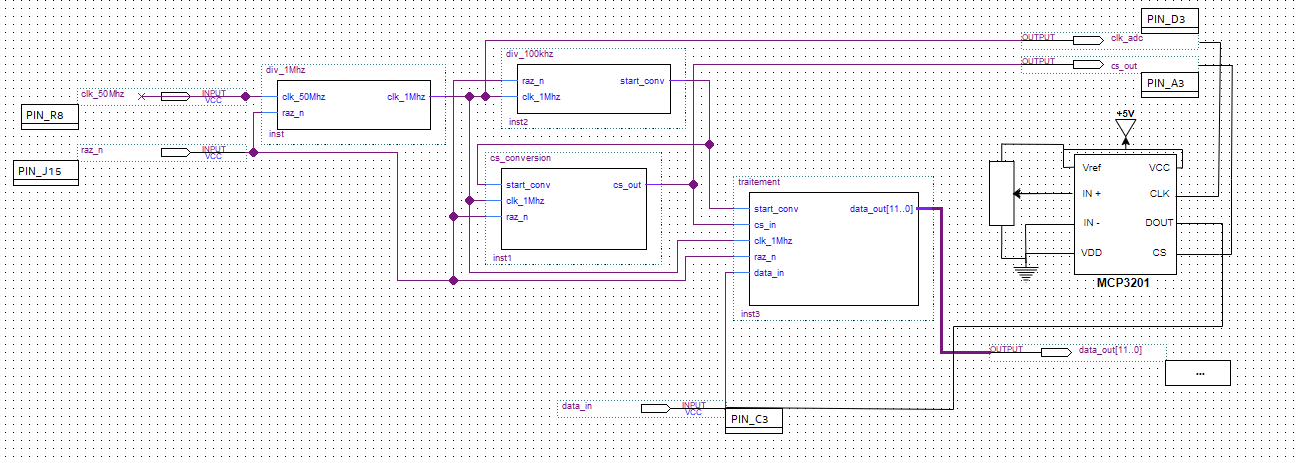 PIN_D3
OUTPUT
clk_adc
div_100khz
OUTPUT
cs_out
div_1Mhz
raz_n
start_conv
PIN_A3
clk_50Mhz
INPUT
VCC
clk_50Mhz
clk_1Mhz
clk_1Mhz
PIN_R8
raz_n
inst2
+5V
inst
raz_n
INPUT
VCC
cs_conversion
PIN_J15
Vref
VCC
start_conv
cs_out
traitement
IN +
CLK
clk_1Mhz
start_conv
data_out[11..0]
raz_n
cs_in
IN -
DOUT
clk_1Mhz
VDD
CS
inst1
raz_n
data_in
MCP3201
inst3
OUTPUT
data_out[11..0]
...
data_in
INPUT
VCC
PIN_C3